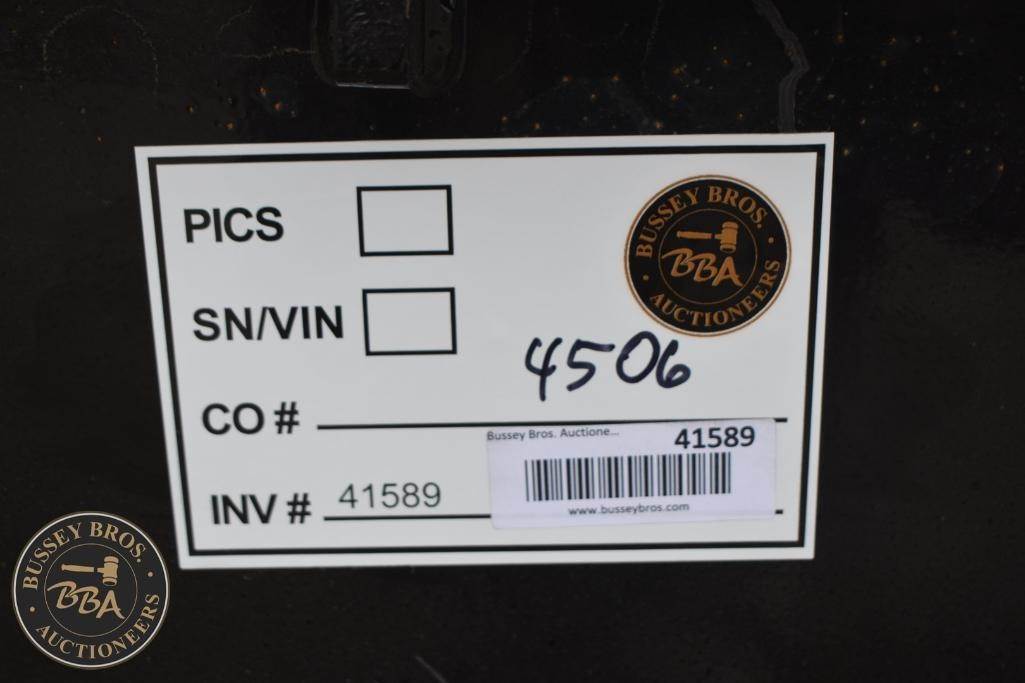 PICS
BUSSEY BROS.
BBA
AUCTIONEERS
SN/VIN
4506
CO #
Bussey Bros. Auctione...
41589
INV # 41589
www.busseybros.com
BUSSEY BROS.
BBA
AUCTIONEERS